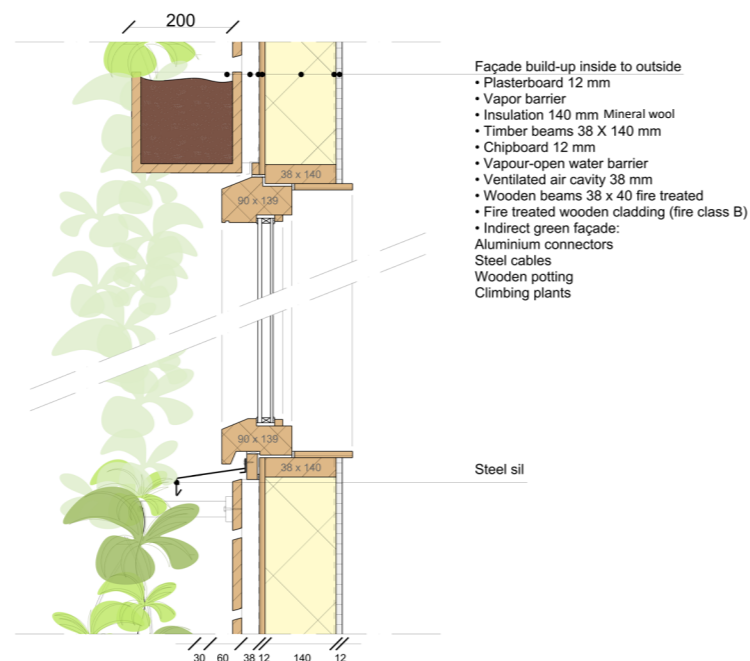 200
Façade build-up inside to outside
• Plasterboard 12 mm
• Vapor barrier
• Insulation 140 mm Mineral wool
• Timber beams 38 X 140 mm
• Chipboard 12 mm
• Vapour-open water barrier
• Ventilated air cavity 38 mm
• Wooden beams 38 x 40 fire treated
• Fire treated wooden cladding (fire class B)
• Indirect green façade:
Aluminium connectors
Steel cables
Wooden potting
Climbing plants
38 x 140
90 x 139
90 x 139
38 x 140
Steel sil
30 60 38 12 140 12